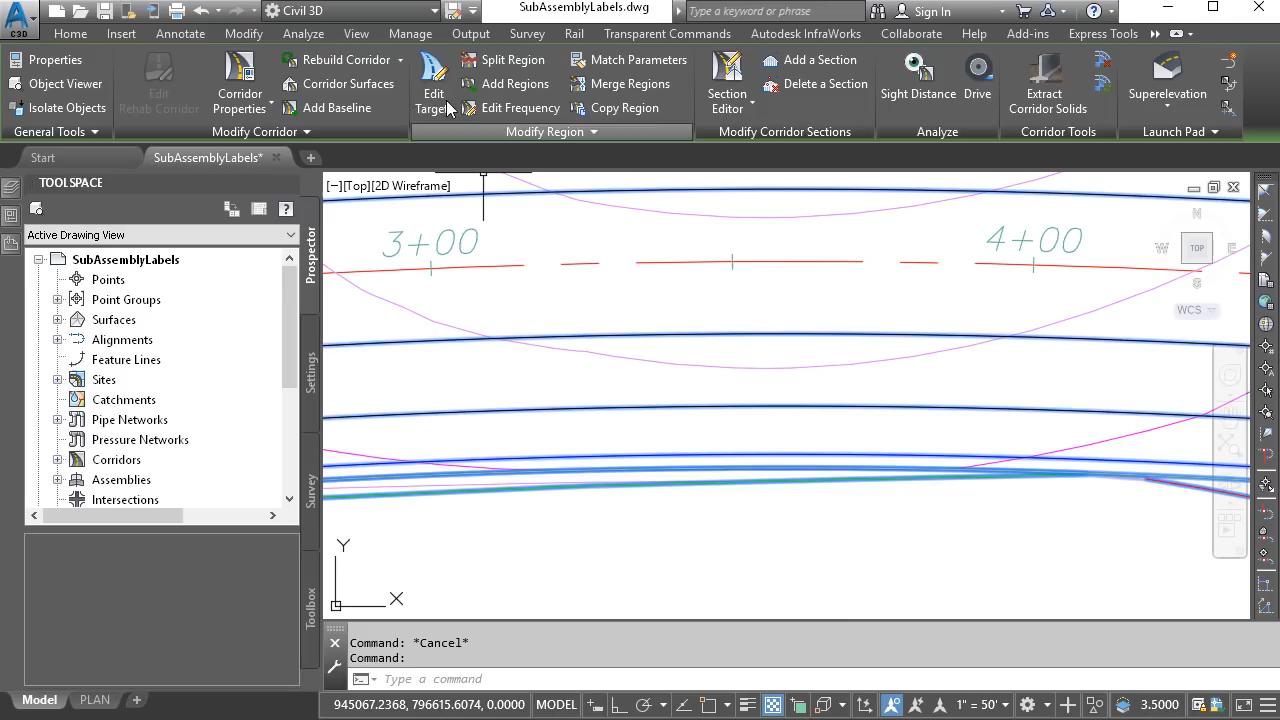 Civil 3D
SubAssemblyLabels.dwg
Type a keyword or phrase
Sign In
C3D
Home Insert Annotate Modify Analyze View Manage Output Survey Rail Transparent Commands Autodesk InfraWorks Collaborate Help Add-ins Express Tools
Properties
Object Viewer
Isolate Objects
General Tools
Edit
Rehab Corridor
Corridor
Properties
Rebuild Corridor
Corridor Surfaces
Add Baseline
Modify Corridor
Edit
Targets
Split Region
Add Regions
Edit Frequency
Match Parameters
Merge Regions
Copy Region
Modify Region
Section
Editor
Add a Section
Delete a Section
Modify Corridor Sections
Sight Distance
Drive
Analyze
Extract
Corridor Solids
Corridor Tools
Superelevation
Launch Pad
Start
SubAssemblyLabels*
TOOLSPACE
Active Drawing View
SubAssemblyLabels
Points
Point Groups
Surfaces
Alignments
Feature Lines
Sites
Catchments
Pipe Networks
Pressure Networks
Corridors
Assemblies
Intersections
Prospector
Settings
Survey
Toolbox
[−][Top][2D Wireframe]
3+00
4+00
N
W
TOP
E
S
WCS
Y
X
Command: *Cancel*
Command:
Type a command
Model
PLAN
945067.2368, 796615.6074, 0.0000
MODEL
1" = 50'
3.5000